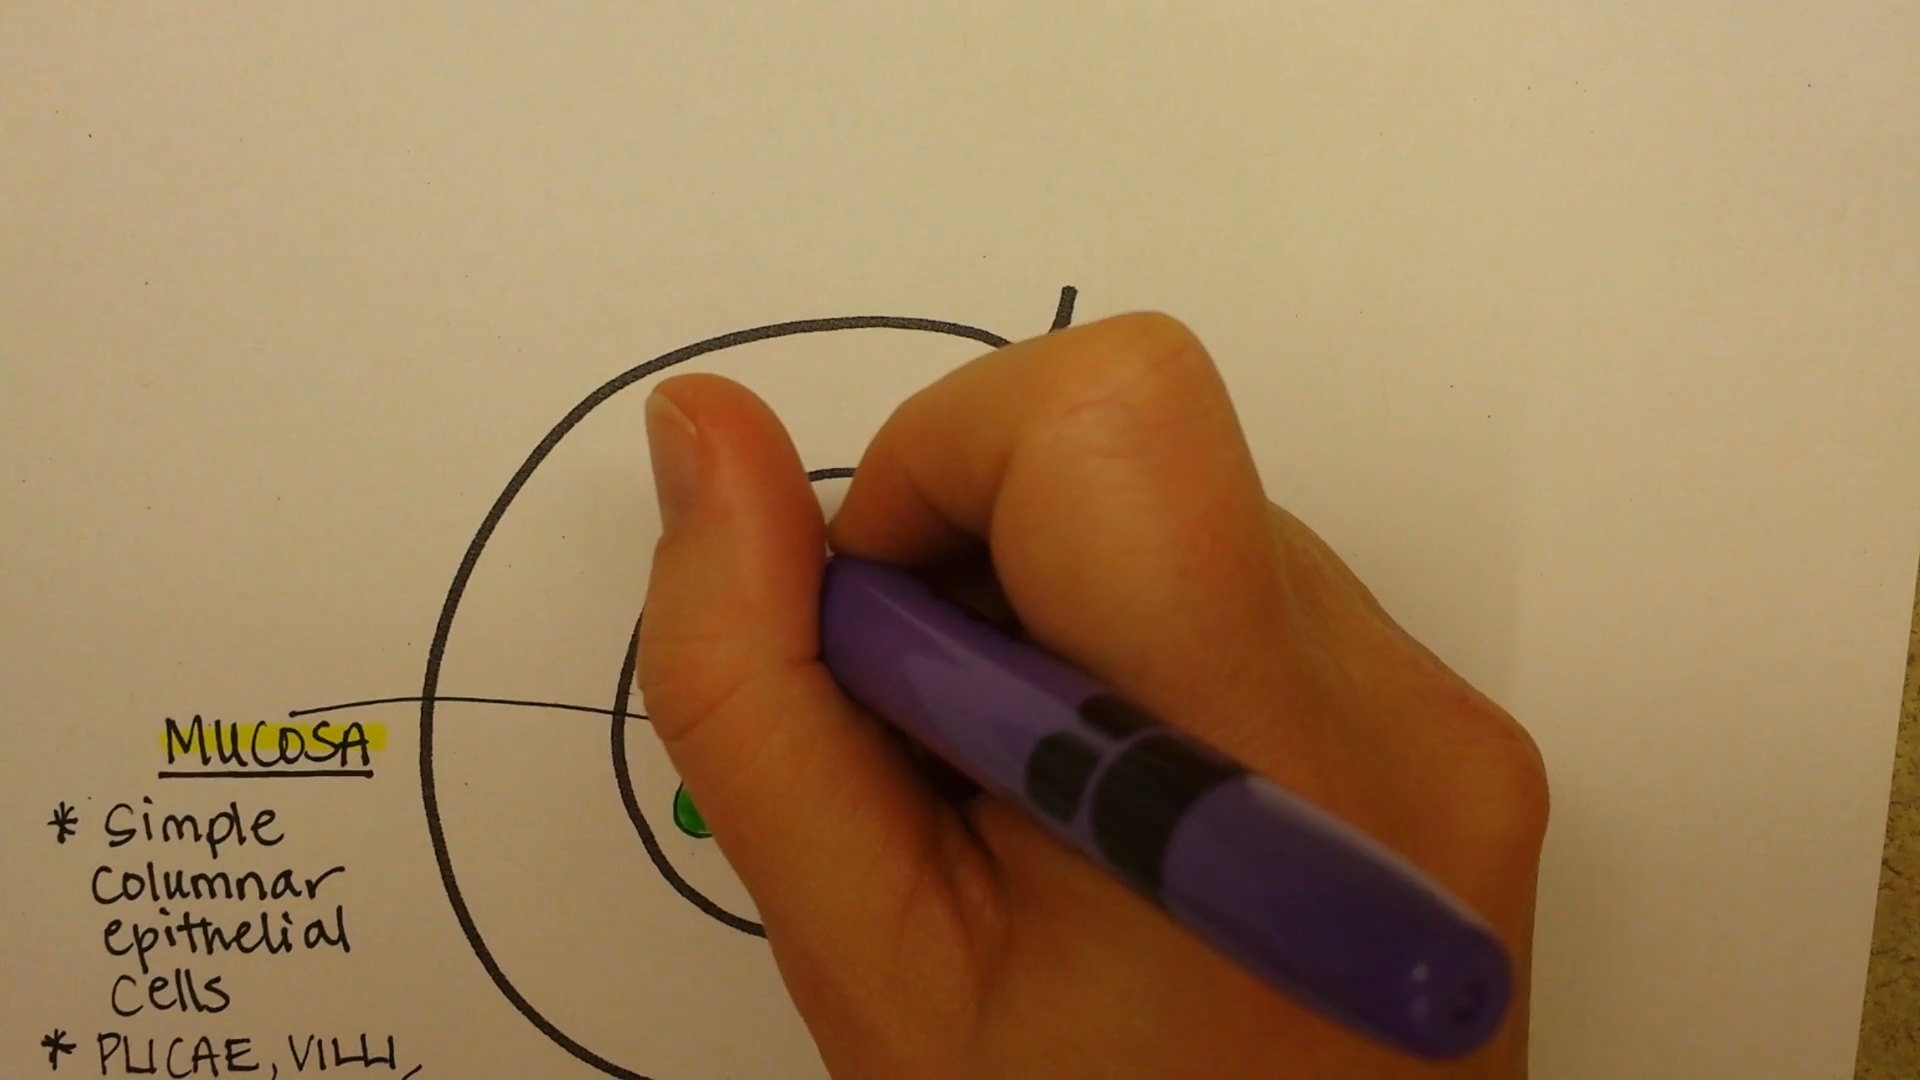 MUCOSA
* Simple
columnar
epithelial
cells
* PLICAE, VILLI,